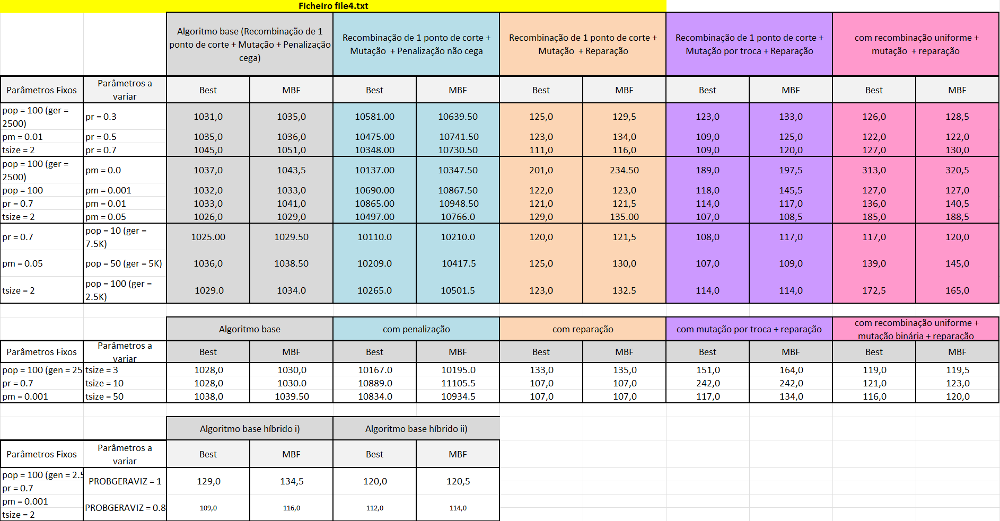 Ficheiro file4.txt
Algoritmo base (Recombinação de 1
ponto de corte + Mutação + Penalização
cega)
Recombinação de 1 ponto de corte +
Mutação + Penalização não cega
Recombinação de 1 ponto de corte +
Mutação + Reparação
Recombinação de 1 ponto de corte +
Mutação por troca + Reparação
com recombinação uniforme +
mutação + reparação
Parâmetros Fixos
Parâmetros a
variar
Best MBF Best MBF Best MBF Best MBF Best MBF
pop = 100 (ger =
2500)
pr = 0.3 1031,0 1035,0 10581.00 10639.50 125,0 129,5 123,0 133,0 126,0 128,5
pm = 0.01 pr = 0.5 1035,0 1036,0 10475.00 10741.50 123,0 134,0 109,0 125,0 122,0 122,0
tsize = 2 pr = 0.7 1045,0 1051,0 10348.00 10730.50 111,0 116,0 109,0 120,0 127,0 130,0
pop = 100 (ger =
2500)
pm = 0.0 1037,0 1043,5 10137.00 10347.50 201,0 234.50 189,0 197,5 313,0 320,5
pop = 100 pm = 0.001 1032,0 1033,0 10690.00 10867.50 122,0 123,0 118,0 145,5 127,0 127,0
pr = 0.7 pm = 0.01 1033,0 1041,0 10865.00 10948.50 121,0 121,5 114,0 117,0 136,0 140,5
tsize = 2 pm = 0.05 1026,0 1029,0 10497.00 10766.0 129,0 135.00 107,0 108,5 185,0 188,5
pr = 0.7
pop = 10 (ger =
7.5K)
1025.00 1029.50 10110.0 10210.0 120,0 121,5 108,0 117,0 117,0 120,0
pm = 0.05 pop = 50 (ger = 5K) 1036,0 1038.50 10209.0 10417.5 125,0 130,0 107,0 109,0 139,0 145,0
tsize = 2
pop = 100 (ger =
2.5K)
1029.0 1034.0 10265.0 10501.5 123,0 132.5 114,0 114,0 172,5 165,0
Algoritmo base com penalização com reparação com mutação por troca + reparação
com recombinação uniforme +
mutação binária + reparação
Parâmetros Fixos
Parâmetros a
variar
Best MBF Best MBF Best MBF Best MBF Best MBF
pop = 100 (gen = 25 tsize = 3 1028,0 1030,0 10167.0 10195.0 133,0 135,0 151,0 164,0 119,0 119,5
pr = 0.7 tsize = 10 1028,0 1030.0 10889.0 11105.5 107,0 107,0 242,0 242,0 121,0 123,0
pm = 0.001 tsize = 50 1038,0 1039.50 10834.0 10934.5 107,0 107,0 117,0 134,0 116,0 120,0
Algoritmo base híbrido i) Algoritmo base híbrido ii)
Parâmetros Fixos
Parâmetros a
variar
Best MBF Best MBF
pop = 100 (gen = 2.5
pr = 0.7
PROBGERAVIZ = 1 129,0 134,5 120,0 120,5
pm = 0.001
tsize = 2
PROBGERAVIZ = 0.8 109,0 116,0 112,0 114,0